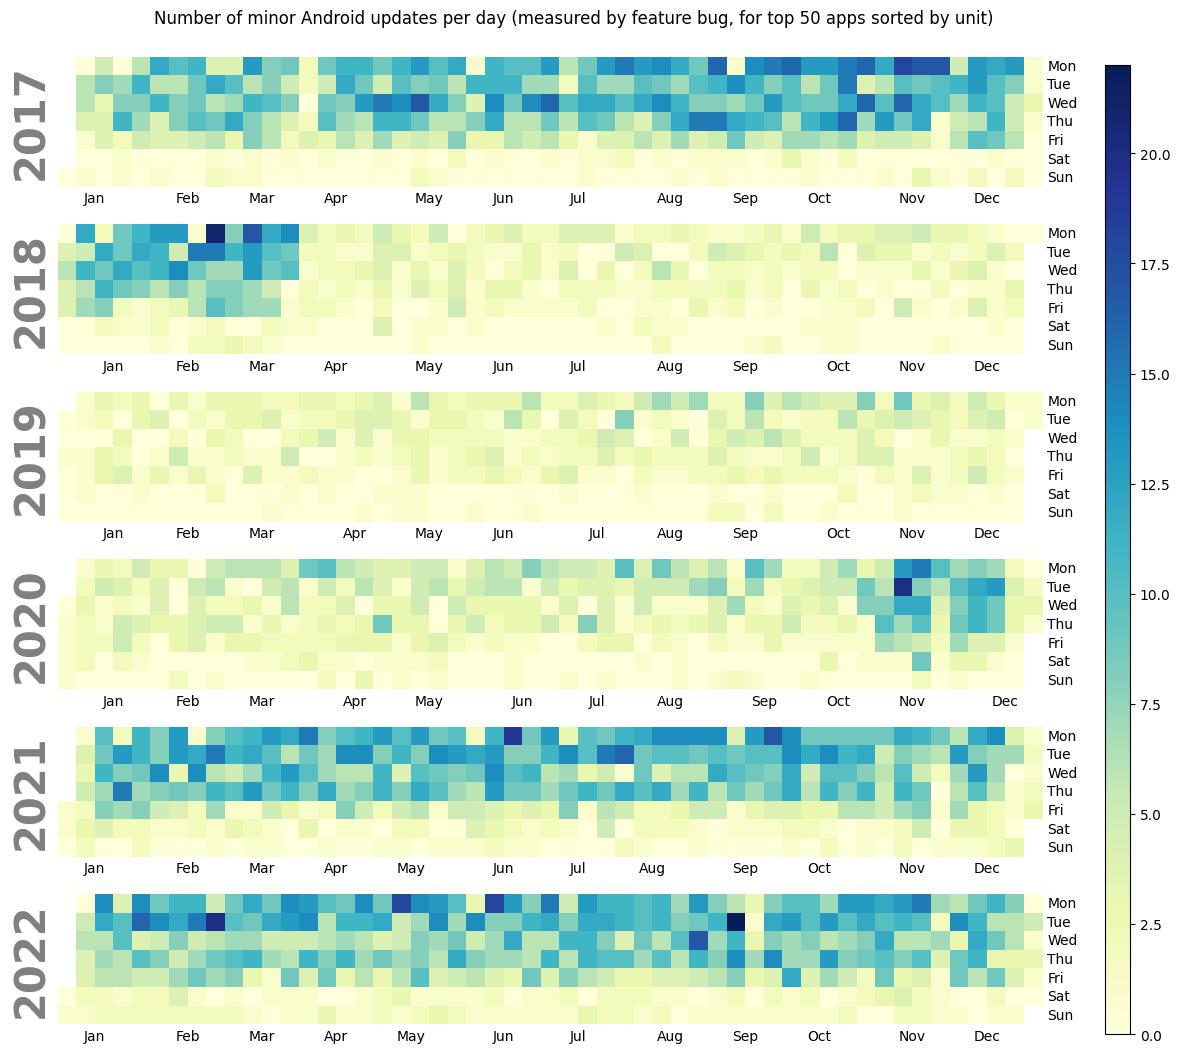 Number of minor Android updates per day (measured by feature bug, for top 50 apps sorted by unit)
2017
Mon
Tue
Wed
Thu
Fri
Sat
Sun
Jan Feb Mar Apr May Jun Jul Aug Sep Oct Nov Dec
2018
Mon
Tue
Wed
Thu
Fri
Sat
Sun
Jan Feb Mar Apr May Jun Jul Aug Sep Oct Nov Dec
2019
Mon
Tue
Wed
Thu
Fri
Sat
Sun
Jan Feb Mar Apr May Jun Jul Aug Sep Oct Nov Dec
2020
Mon
Tue
Wed
Thu
Fri
Sat
Sun
Jan Feb Mar Apr May Jun Jul Aug Sep Oct Nov Dec
2021
Mon
Tue
Wed
Thu
Fri
Sat
Sun
Jan Feb Mar Apr May Jun Jul Aug Sep Oct Nov Dec
2022
Mon
Tue
Wed
Thu
Fri
Sat
Sun
Jan Feb Mar Apr May Jun Jul Aug Sep Oct Nov Dec
20.0
17.5
15.0
12.5
10.0
7.5
5.0
2.5
0.0